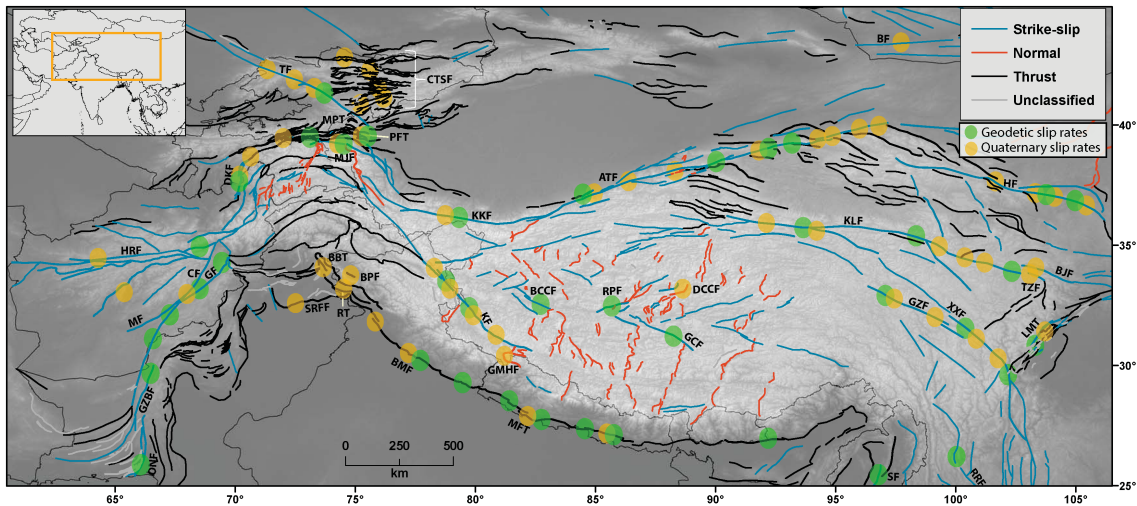 Strike-slip
Normal
Thrust
Unclassified
Geodetic slip rates
Quaternary slip rates
BF
TF
CTSF
MPT
PFT
MJF
DKF
ATF
HF
KKF
KLF
HRF
BBT
BPF
CF
GF
SRFF
RT
MF
BCCF
RPF
DCCF
GCF
KF
GMHF
BMF
MFT
GZBF
ONF
BJF
TZF
GZF
XXF
LMT
SF
RRF
0 250 500
km
40°
35°
30°
25°
65° 70° 75° 80° 85° 90° 95° 100° 105°